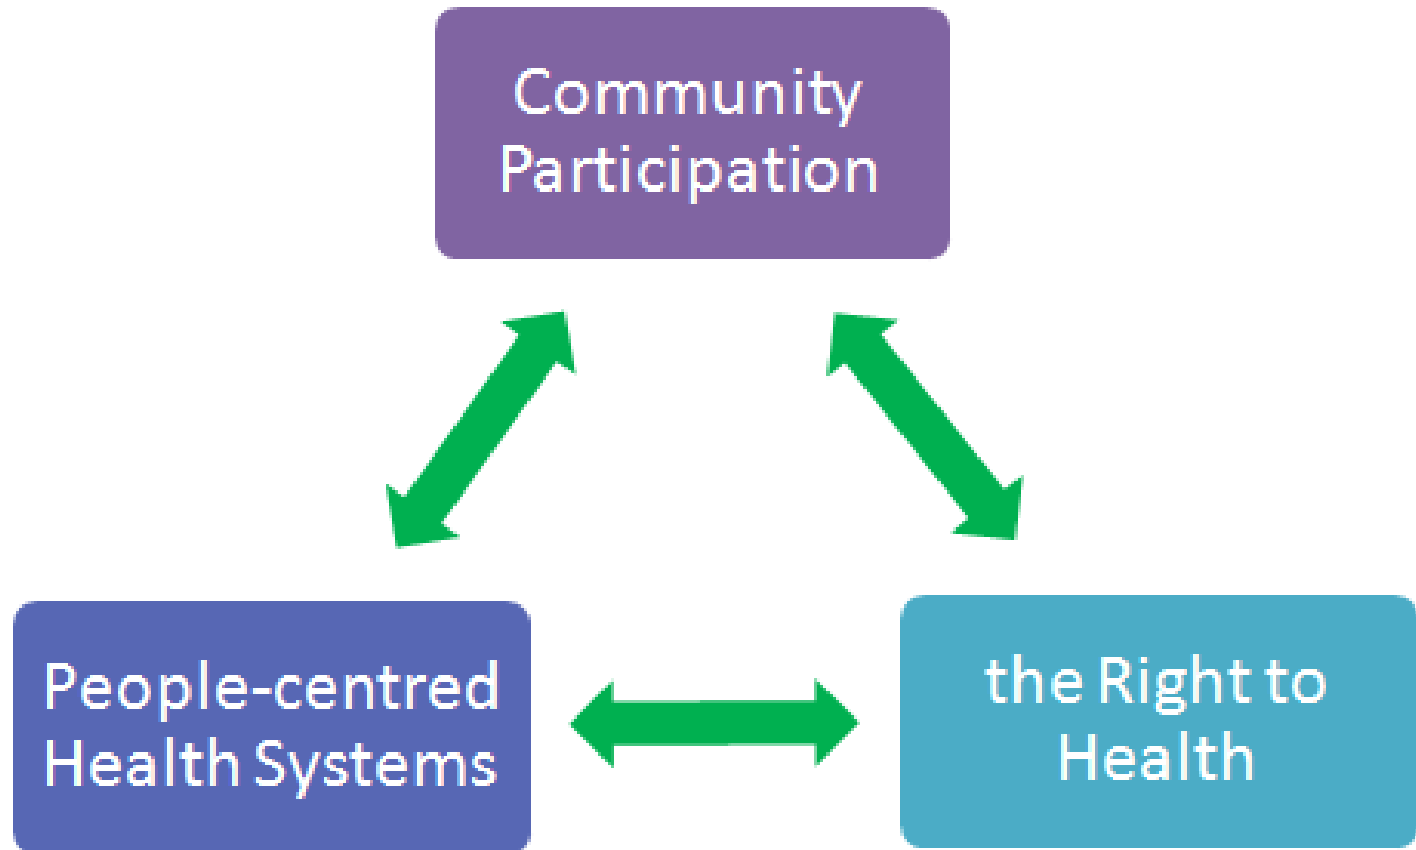 Community
Participation
People-centred
Health Systems
the Right to
Health